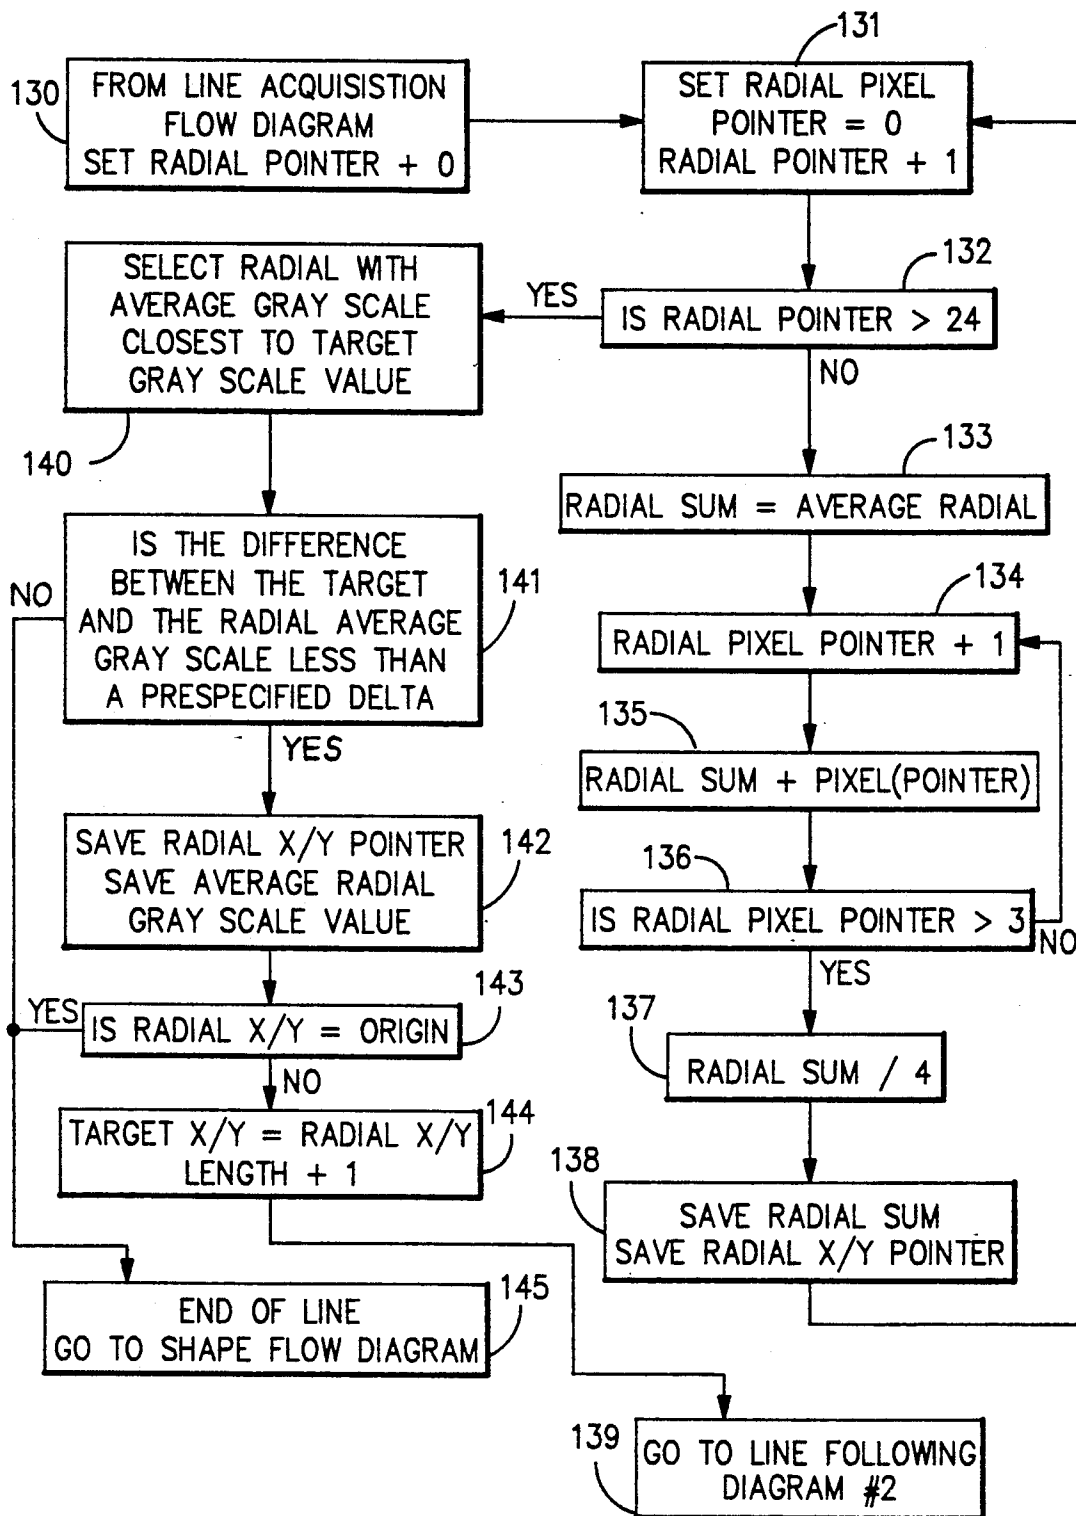 130
FROM LINE ACQUISISTION
FLOW DIAGRAM
SET RADIAL POINTER + 0
131
SET RADIAL PIXEL
POINTER = 0
RADIAL POINTER + 1
132
IS RADIAL POINTER > 24
YES
NO
SELECT RADIAL WITH
AVERAGE GRAY SCALE
CLOSEST TO TARGET
GRAY SCALE VALUE
140
133
RADIAL SUM = AVERAGE RADIAL
134
RADIAL PIXEL POINTER + 1
135
RADIAL SUM + PIXEL(POINTER)
136
IS RADIAL PIXEL POINTER > 3
NO
YES
137
RADIAL SUM / 4
138
SAVE RADIAL SUM
SAVE RADIAL X/Y POINTER
IS THE DIFFERENCE
BETWEEN THE TARGET
AND THE RADIAL AVERAGE
GRAY SCALE LESS THAN
A PRESPECIFIED DELTA
141
NO
YES
SAVE RADIAL X/Y POINTER
SAVE AVERAGE RADIAL
GRAY SCALE VALUE
142
143
YES
IS RADIAL X/Y = ORIGIN
NO
144
TARGET X/Y = RADIAL X/Y
LENGTH + 1
145
END OF LINE
GO TO SHAPE FLOW DIAGRAM
139
GO TO LINE FOLLOWING
DIAGRAM #2